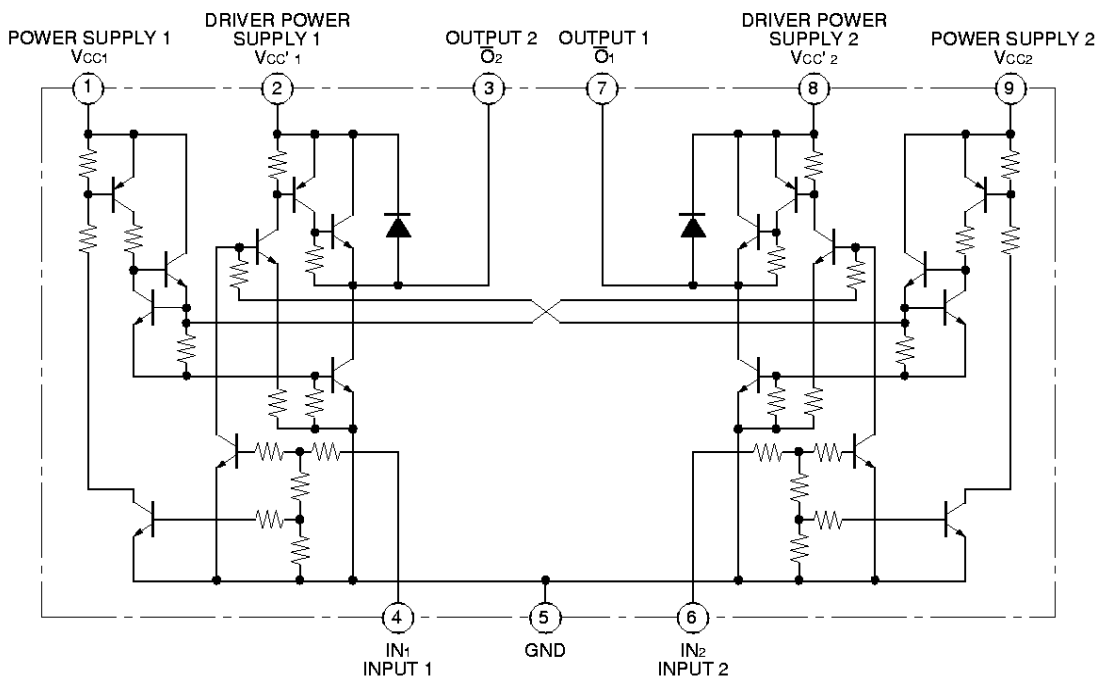 POWER SUPPLY 1
VCC1
1
DRIVER POWER
SUPPLY 1
VCC' 1
2
OUTPUT 2
O̅2
3
OUTPUT 1
O̅1
7
DRIVER POWER
SUPPLY 2
VCC' 2
8
POWER SUPPLY 2
VCC2
9
4
IN1
INPUT 1
5
GND
6
IN2
INPUT 2